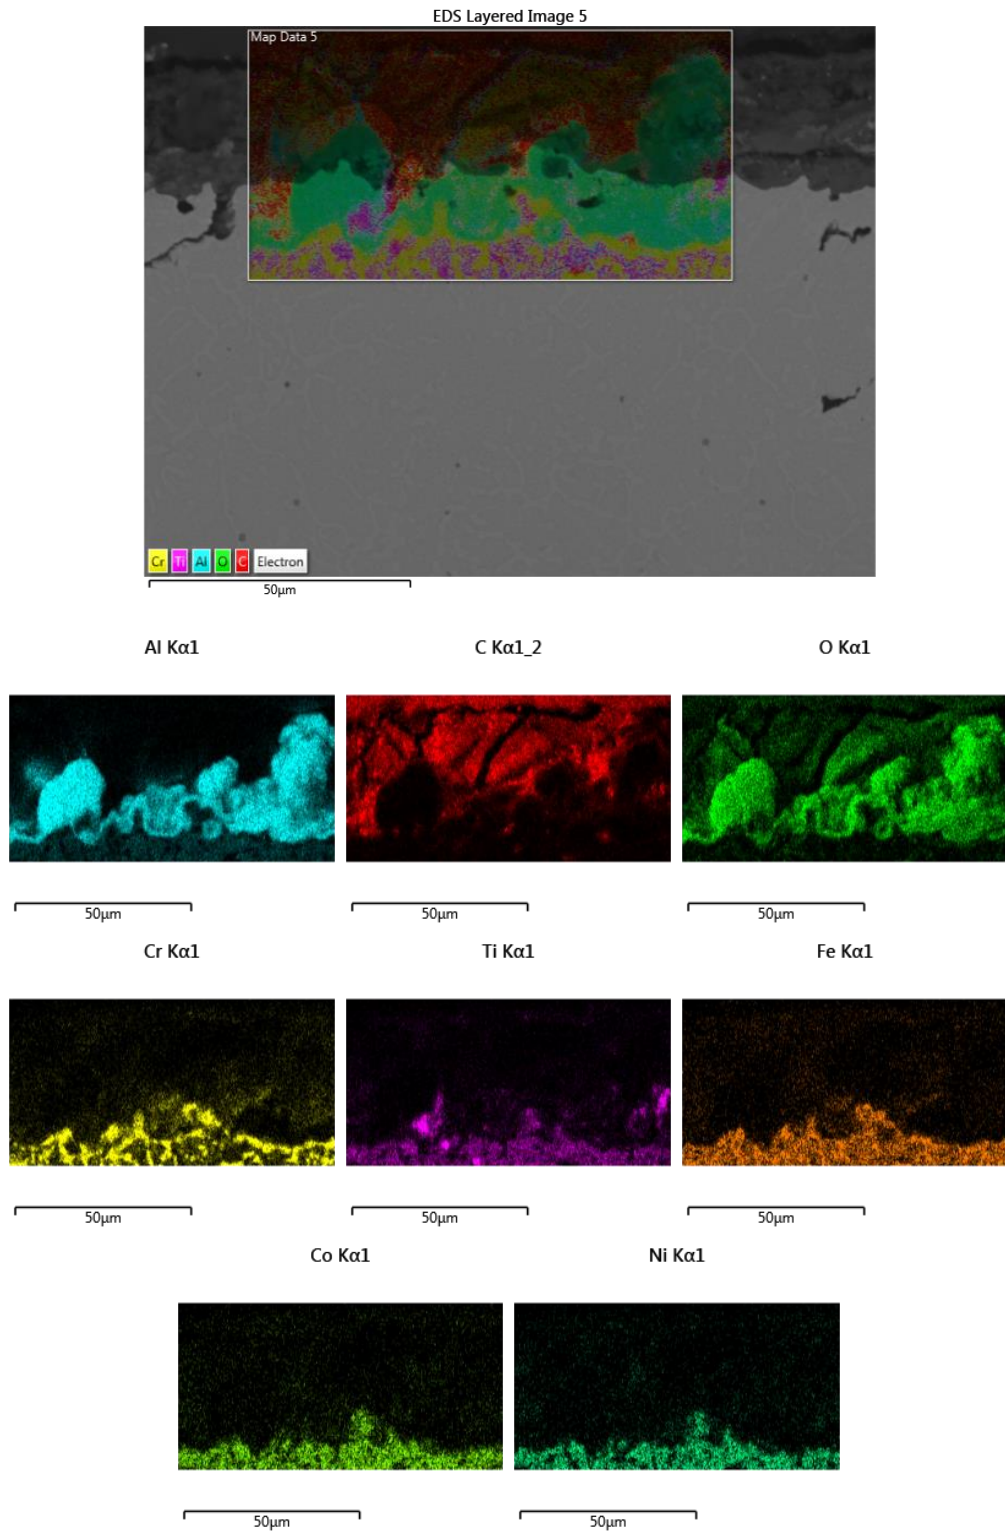 EDS Layered Image 5
Map Data 5
Cr Ti Al O C Electron
50μm
Al Kα1
C Kα1_2
O Kα1
50μm
50μm
50μm
Cr Kα1
Ti Kα1
Fe Kα1
50μm
50μm
50μm
Co Kα1
Ni Kα1
50μm
50μm